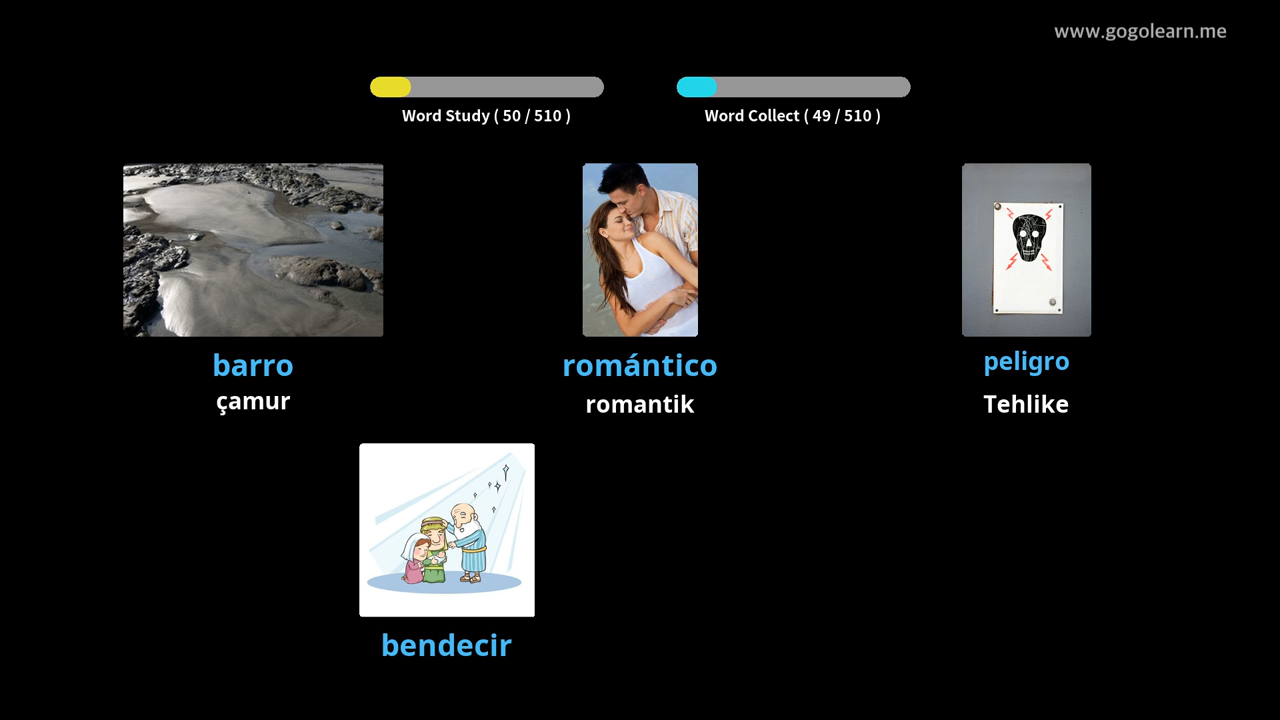 www.gogolearn.me
Word Study ( 50 / 510 )
Word Collect ( 49 / 510 )
barro
çamur
romántico
romantik
peligro
Tehlike
bendecir